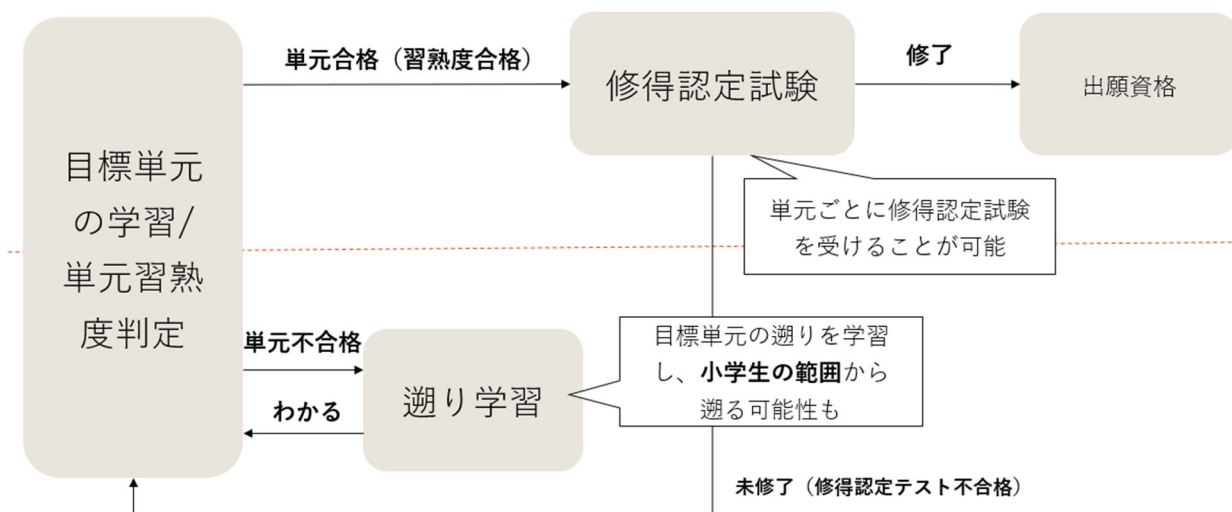 単元合格（習熟度合格）
修得認定試験
修了
出願資格
目標単元
の学習/
単元習熟
度判定
単元ごとに修得認定試験
を受けることが可能
単元不合格
わかる
遡り学習
目標単元の遡りを学習
し、小学生の範囲から
遡る可能性も
未修了（修得認定テスト不合格）